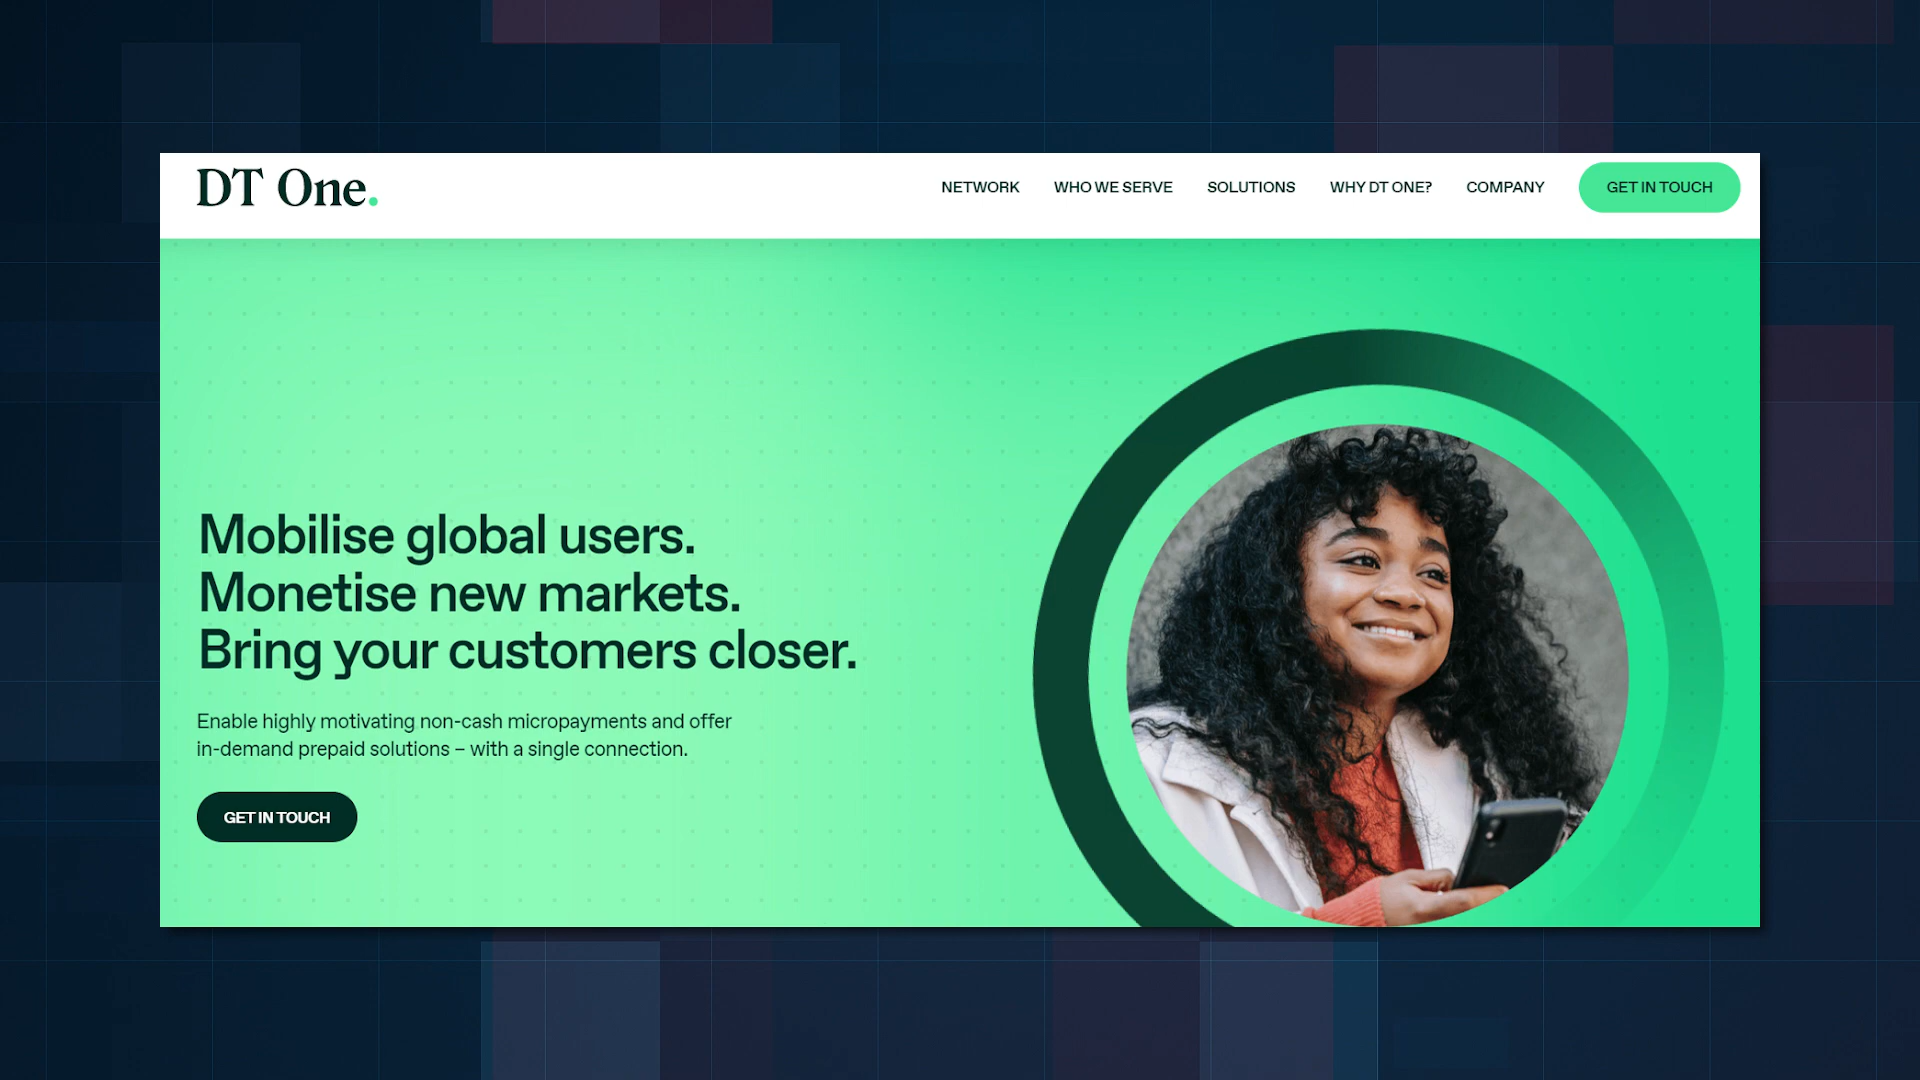 DT One.
NETWORK
WHO WE SERVE
SOLUTIONS
WHY DT ONE?
COMPANY
GET IN TOUCH
Mobilise global users.
Monetise new markets.
Bring your customers closer.
Enable highly motivating non-cash micropayments and offer
in-demand prepaid solutions – with a single connection.
GET IN TOUCH